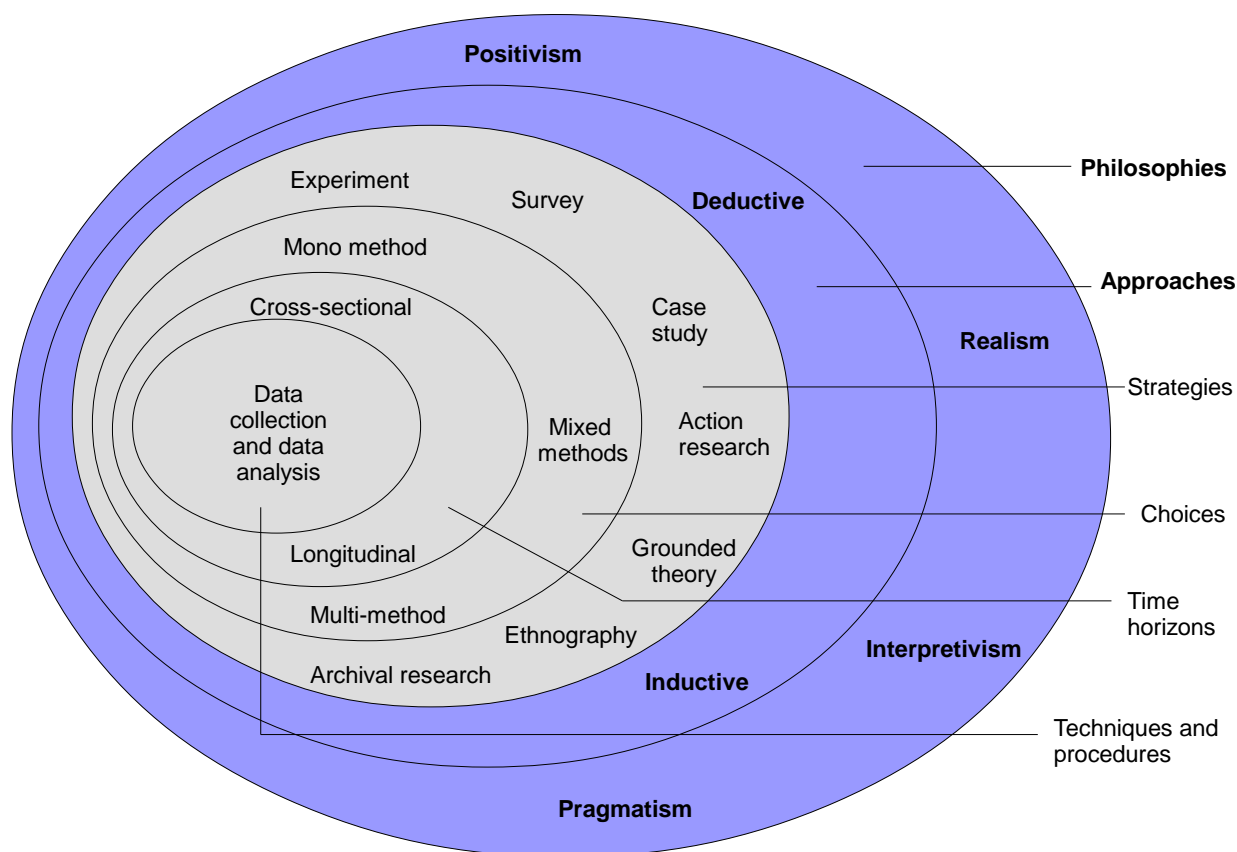 Positivism
Philosophies
Experiment
Survey
Deductive
Mono method
Approaches
Cross-sectional
Case
study
Realism
Strategies
Data
collection
and data
analysis
Mixed
methods
Action
research
Choices
Longitudinal
Grounded
theory
Multi-method
Ethnography
Time
horizons
Interpretivism
Archival research
Inductive
Techniques and
procedures
Pragmatism